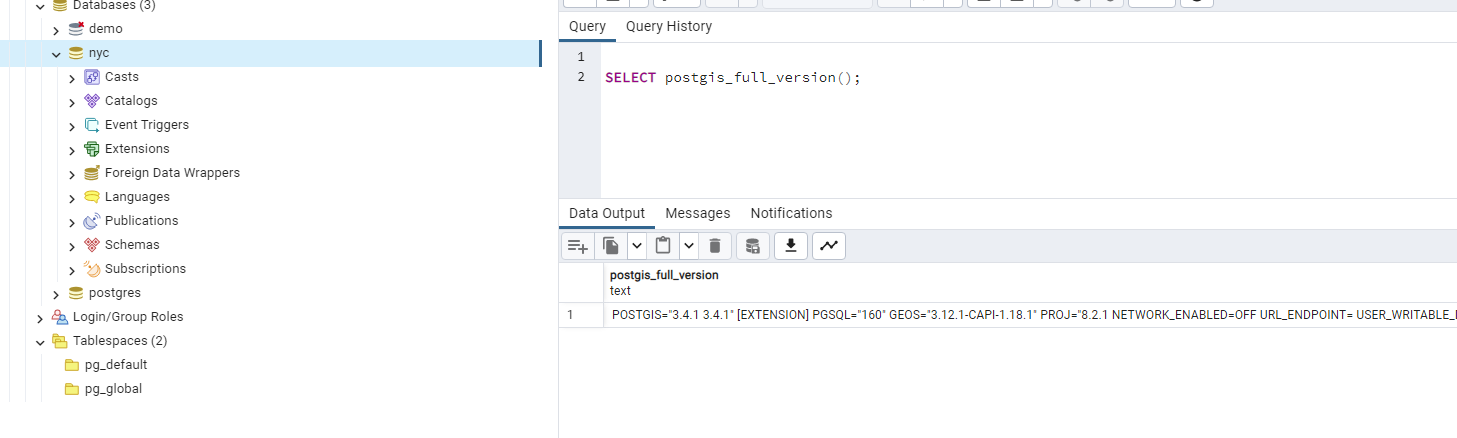 Databases (3)
demo
nyc
Casts
Catalogs
Event Triggers
Extensions
Foreign Data Wrappers
Languages
Publications
Schemas
Subscriptions
postgres
Login/Group Roles
Tablespaces (2)
pg_default
pg_global
Query Query History
1
2 SELECT postgis_full_version();
Data Output Messages Notifications
postgis_full_version
text
1 POSTGIS="3.4.1 3.4.1" [EXTENSION] PGSQL="160" GEOS="3.12.1-CAPI-1.18.1" PROJ="8.2.1 NETWORK_ENABLED=OFF URL_ENDPOINT= USER_WRITABLE_